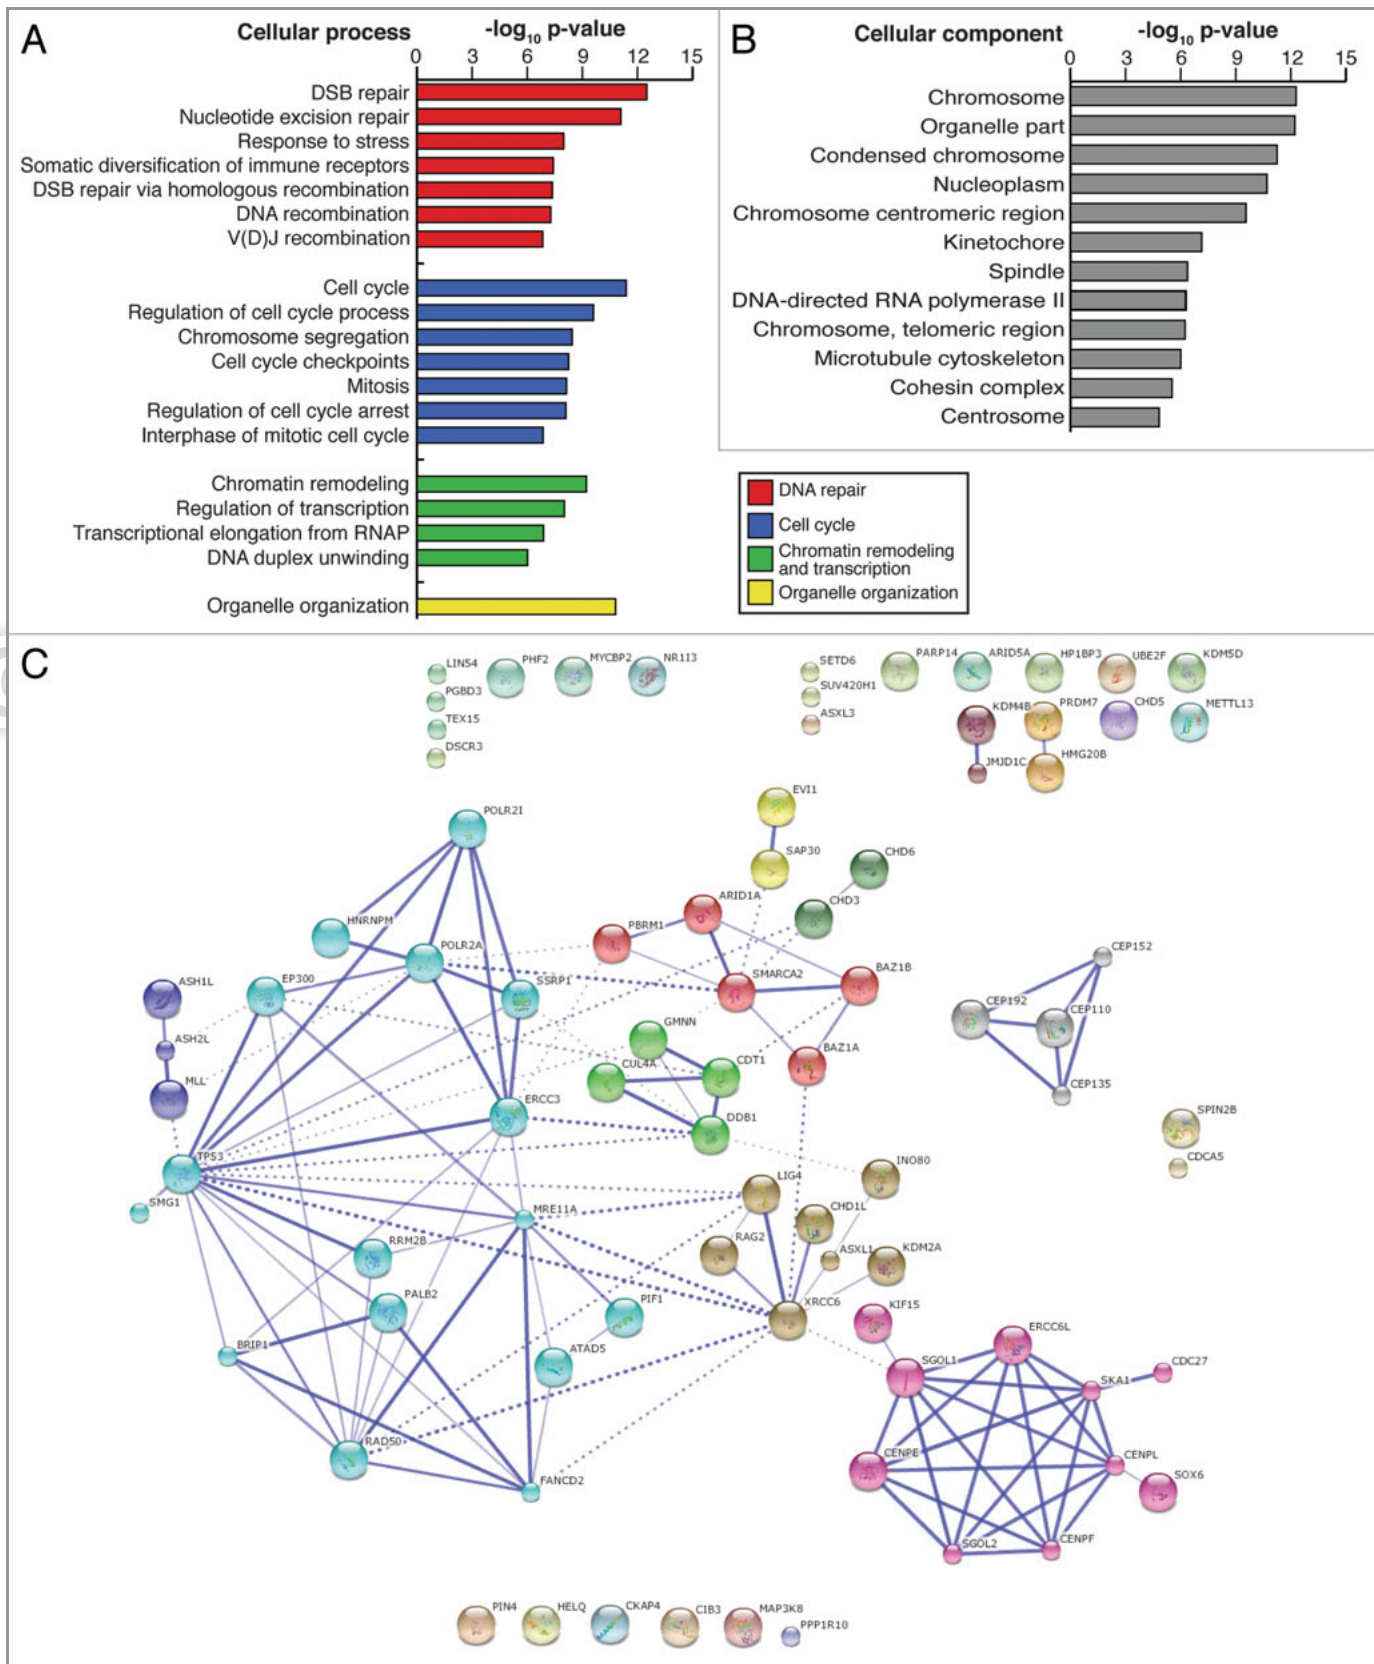 A
Cellular process
-log10 p-value
0 3 6 9 12 15
DSB repair
Nucleotide excision repair
Response to stress
Somatic diversification of immune receptors
DSB repair via homologous recombination
DNA recombination
V(D)J recombination
Cell cycle
Regulation of cell cycle process
Chromosome segregation
Cell cycle checkpoints
Mitosis
Regulation of cell cycle arrest
Interphase of mitotic cell cycle
Chromatin remodeling
Regulation of transcription
Transcriptional elongation from RNAP
DNA duplex unwinding
Organelle organization
B
Cellular component
-log10 p-value
0 3 6 9 12 15
Chromosome
Organelle part
Condensed chromosome
Nucleoplasm
Chromosome centromeric region
Kinetochore
Spindle
DNA-directed RNA polymerase II
Chromosome, telomeric region
Microtubule cytoskeleton
Cohesin complex
Centrosome
DNA repair
Cell cycle
Chromatin remodeling
and transcription
Organelle organization
C
LIN54
PHF2
MYCBP2
NR1I3
PGBD3
TEX15
DSCR3
SETD6
PARP14
ARID5A
HP1BP3
UBE2F
KDM5D
SUV420H1
ASXL3
KDM4B
PRDM7
CHD5
METTL13
JMJD1C
HMG20B
EVI1
SAP30
CHD6
CHD3
POLR2I
HNRNPM
POLR2A
ARID1A
PBRM1
SMARCA2
BAZ1B
BAZ1A
ASH1L
EP300
SSRP1
ASH2L
MLL
GMNN
CUL4A
CDT1
DDB1
ERCC3
CEP152
CEP192
CEP110
CEP135
SPIN2B
CDCA5
TP53
SMG1
MRE11A
LIG4
INO80
CHD1L
RAG2
ASXL1
KDM2A
XRCC6
RRM2B
PALB2
PIF1
BRIP1
ATAD5
RAD50
FANCD2
KIF15
ERCC6L
SGOL1
SKA1
CDC27
CENPE
CENPL
SOX6
SGOL2
CENPF
PIN4
HELQ
CKAP4
CIB3
MAP3K8
PPP1R10